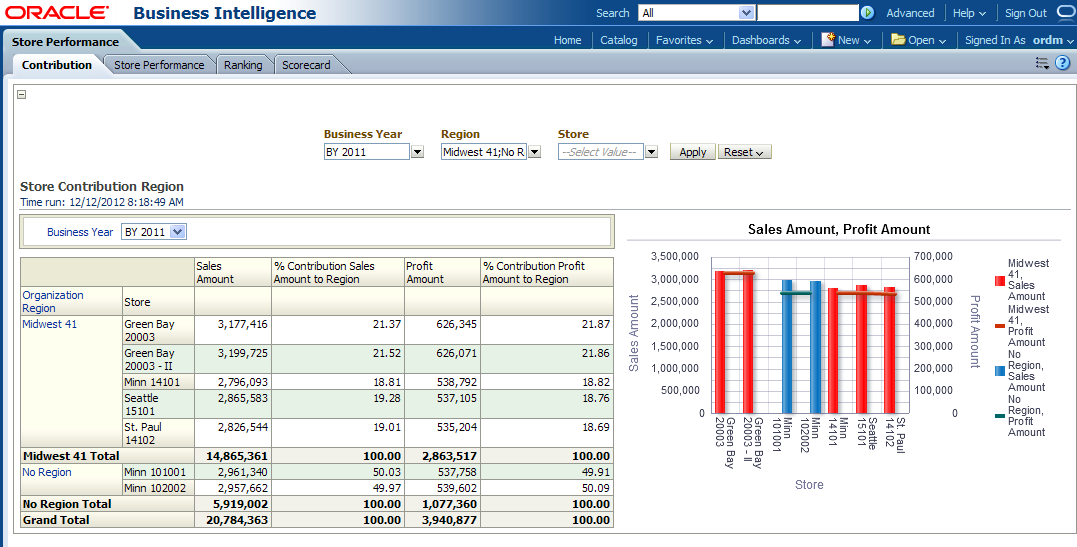 ORACLE Business Intelligence
Search All Advanced Help Sign Out
Store Performance
Home Catalog Favorites Dashboards New Open Signed In As ordm
Contribution Store Performance Ranking Scorecard
Business Year Region Store
BY 2011 Midwest 41;No R --Select Value-- Apply Reset
Store Contribution Region
Time run: 12/12/2012 8:18:49 AM
Business Year BY 2011
Sales % Contribution Sales Profit % Contribution Profit
Amount Amount to Region Amount Amount to Region
Organization
Region
Store
Midwest 41
Green Bay
20003
3,177,416 21.37 626,345 21.87
Green Bay
20003 - II
3,199,725 21.52 626,071 21.86
Minn 14101 2,796,093 18.81 538,792 18.82
Seattle
15101
2,865,583 19.28 537,105 18.76
St. Paul
14102
2,826,544 19.01 535,204 18.69
Midwest 41 Total 14,865,361 100.00 2,863,517 100.00
No Region Minn 101001 2,961,340 50.03 537,758 49.91
Minn 102002 2,957,662 49.97 539,602 50.09
No Region Total 5,919,002 100.00 1,077,360 100.00
Grand Total 20,784,363 100.00 3,940,877 100.00
Sales Amount, Profit Amount
Sales Amount
3,500,000
3,000,000
2,500,000
2,000,000
1,500,000
1,000,000
500,000
0
700,000
600,000
500,000
400,000
300,000
200,000
100,000
0
Profit Amount
Green Bay
20003
Green Bay
20003 - II
Minn
101001
Minn
102002
Minn
14101
Seattle
15101
St. Paul
14102
Store
Midwest
41,
Sales
Amount
Midwest
41,
Profit
Amount
No
Region,
Sales
Amount
No
Region,
Profit
Amount